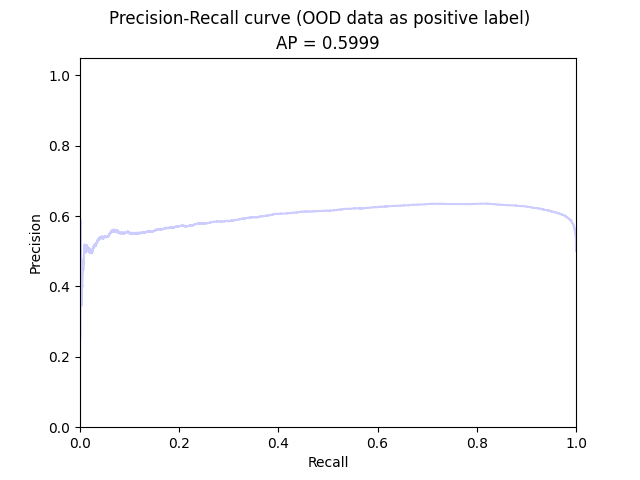 Precision-Recall curve (OOD data as positive label)
AP = 0.5999
1.0
0.8
0.6
0.4
0.2
0.0
Precision
0.0 0.2 0.4 0.6 0.8 1.0
Recall